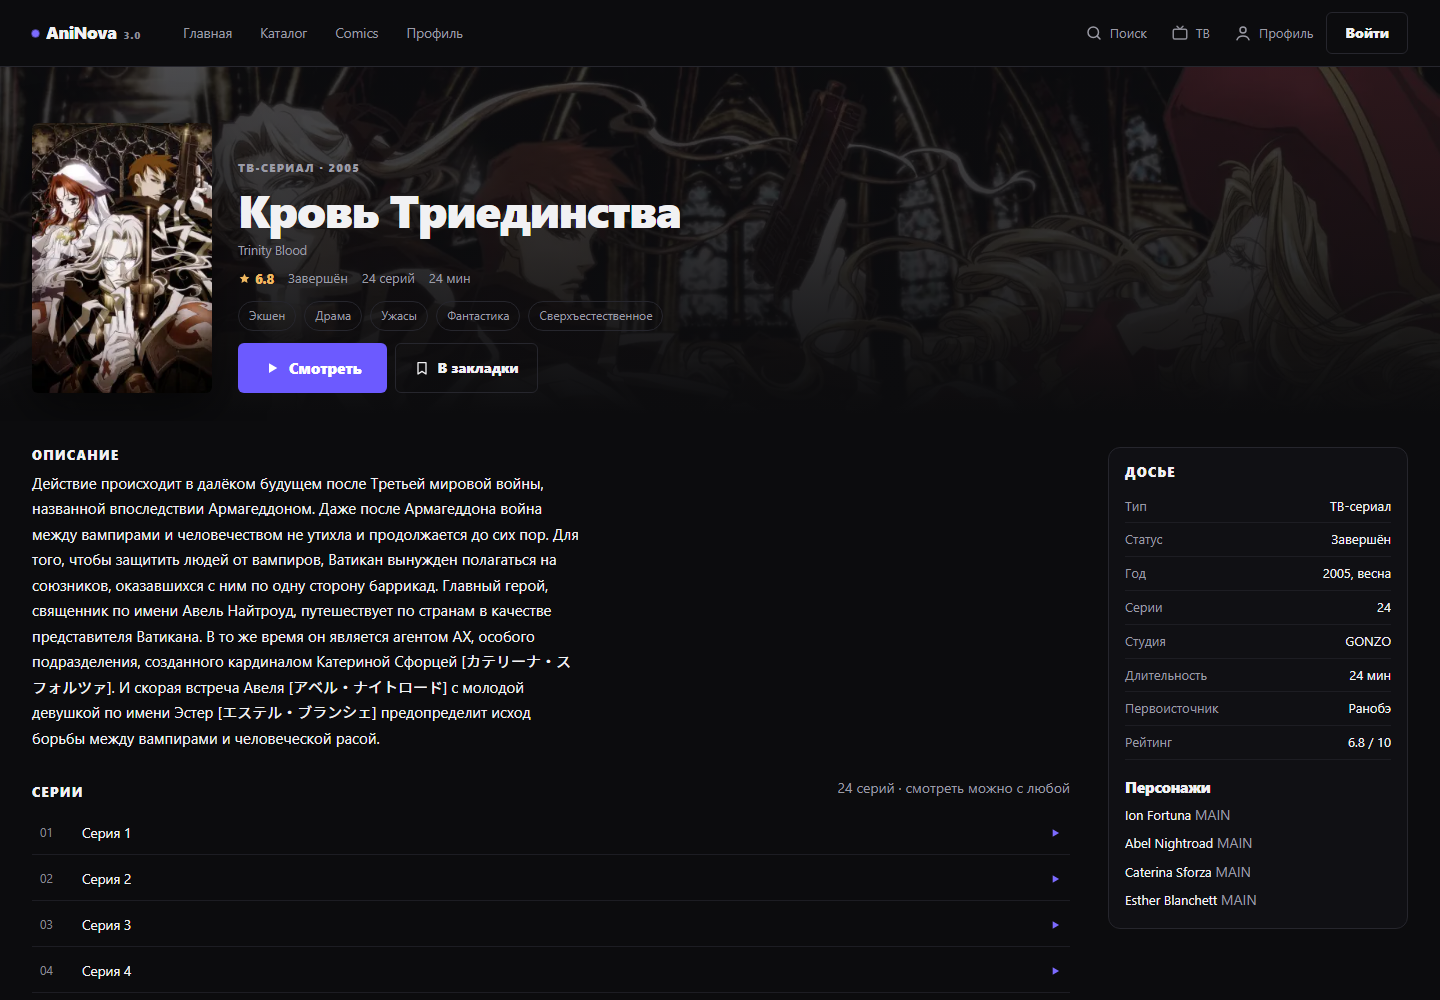 AniNova 3.0
Главная
Каталог
Comics
Профиль
Поиск
ТВ
Профиль
Войти
ТВ-СЕРИАЛ · 2005
Кровь Триединства
Trinity Blood
★ 6.8 Завершён 24 серий 24 мин
Экшен
Драма
Ужасы
Фантастика
Сверхъестественное
Смотреть
В закладки
ОПИСАНИЕ
Действие происходит в далёком будущем после Третьей мировой войны,
названной впоследствии Армагеддоном. Даже после Армагеддона война
между вампирами и человечеством не утихла и продолжается до сих пор. Для
того, чтобы защитить людей от вампиров, Ватикан вынужден полагаться на
союзников, оказавшихся с ним по одну сторону баррикад. Главный герой,
священник по имени Авель Найтроуд, путешествует по странам в качестве
представителя Ватикана. В то же время он является агентом AX, особого
подразделения, созданного кардиналом Катериной Сфорцей [カテリーナ・ス
フォルツァ]. И скорая встреча Авеля [アベル・ナイトロード] с молодой
девушкой по имени Эстер [エステル・ブランシェ] предопределит исход
борьбы между вампирами и человеческой расой.
СЕРИИ
24 серий · смотреть можно с любой
01 Серия 1
02 Серия 2
03 Серия 3
04 Серия 4
ДОСЬЕ
Тип ТВ-сериал
Статус Завершён
Год 2005, весна
Серии 24
Студия GONZO
Длительность 24 мин
Первоисточник Ранобэ
Рейтинг 6.8 / 10
Персонажи
Ion Fortuna MAIN
Abel Nightroad MAIN
Caterina Sforza MAIN
Esther Blanchett MAIN